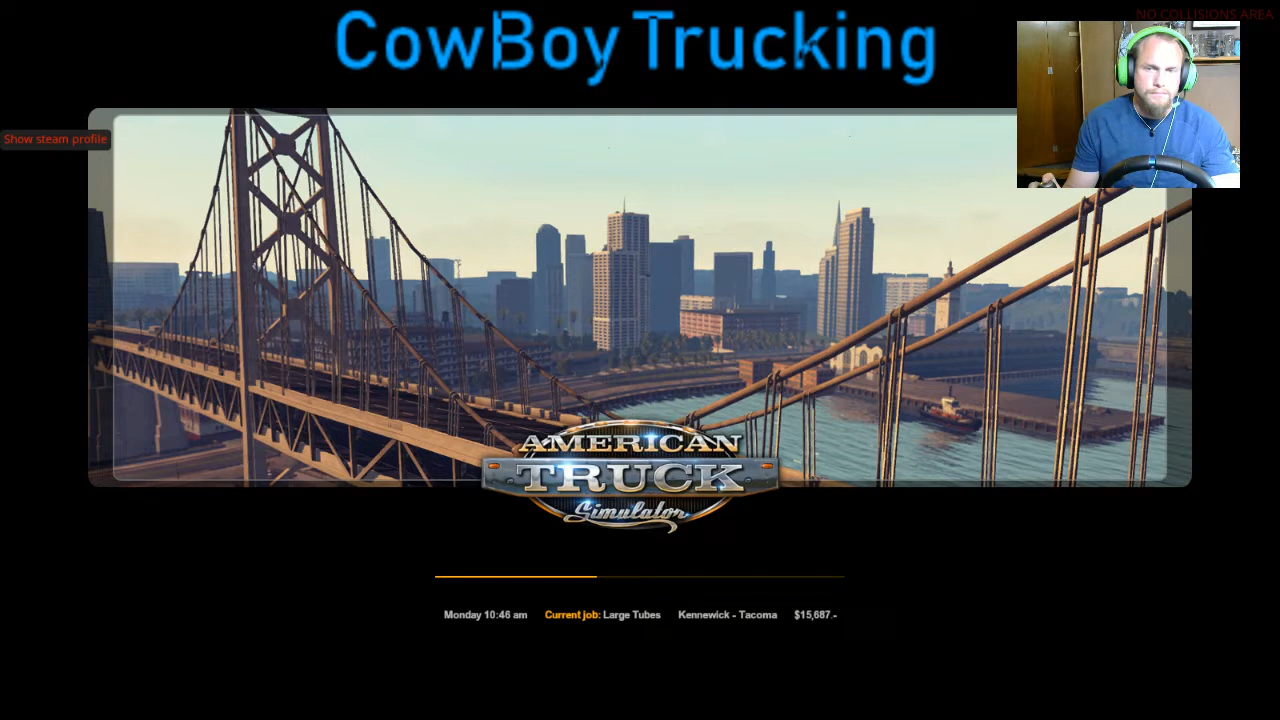 NO COLLISIONS AREA
CowBoy Trucking
Show steam profile
AMERICAN
TRUCK
Simulator
Monday 10:46 am Current job: Large Tubes Kennewick - Tacoma $15,687.-